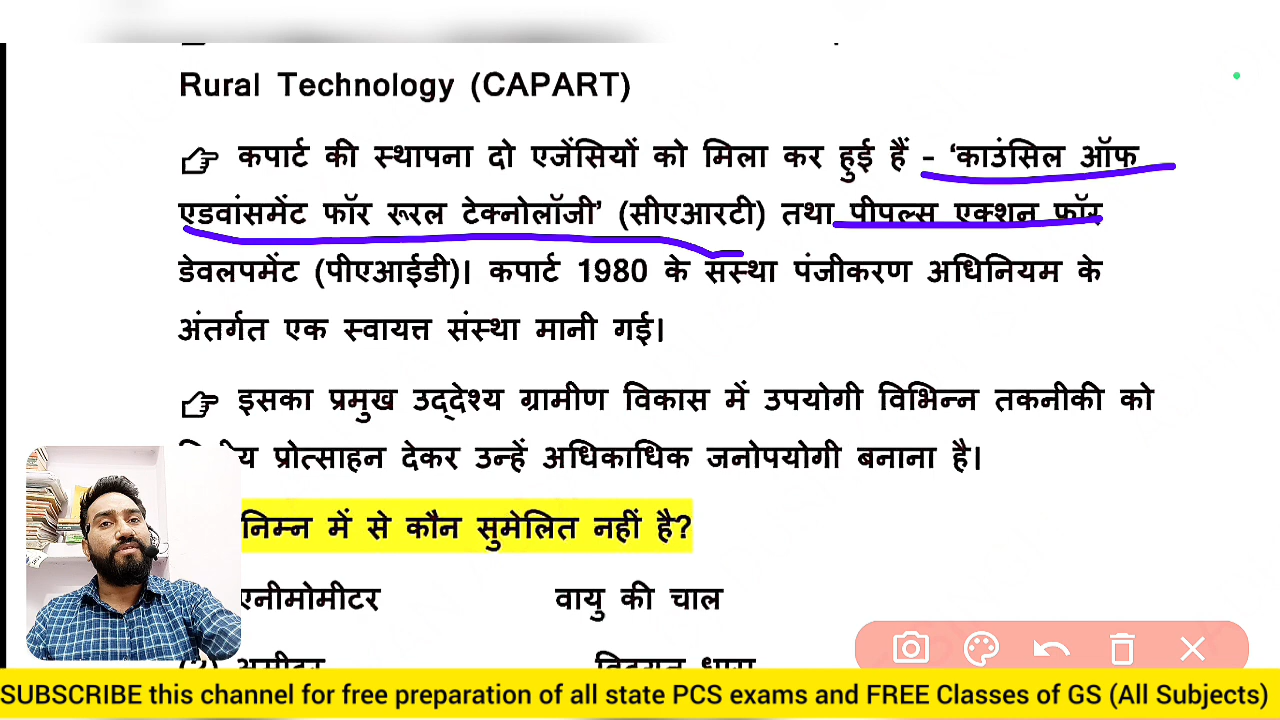 Rural Technology (CAPART)
कपार्ट की स्थापना दो एजेंसियों को मिला कर हुई हैं - ‘काउंसिल ऑफ
एडवांसमेंट फॉर रूरल टेक्नोलॉजी’ (सीएआरटी) तथा पीपल्स एक्शन फॉर
डेवलपमेंट (पीएआईडी)। कपार्ट 1980 के संस्था पंजीकरण अधिनियम के
अंतर्गत एक स्वायत्त संस्था मानी गई।
इसका प्रमुख उद्देश्य ग्रामीण विकास में उपयोगी विभिन्न तकनीकी को
प्रोत्साहन देकर उन्हें अधिकाधिक जनोपयोगी बनाना है।
निम्न में से कौन सुमेलित नहीं है?
एनीमोमीटर वायु की चाल
SUBSCRIBE this channel for free preparation of all state PCS exams and FREE Classes of GS (All Subjects)